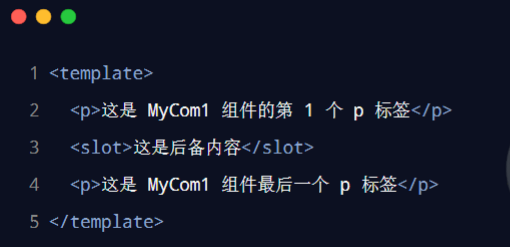 1 <template>
2 <p>这是 MyCom1 组件的第 1 个 p 标签</p>
3 <slot>这是后备内容</slot>
4 <p>这是 MyCom1 组件最后一个 p 标签</p>
5 </template>